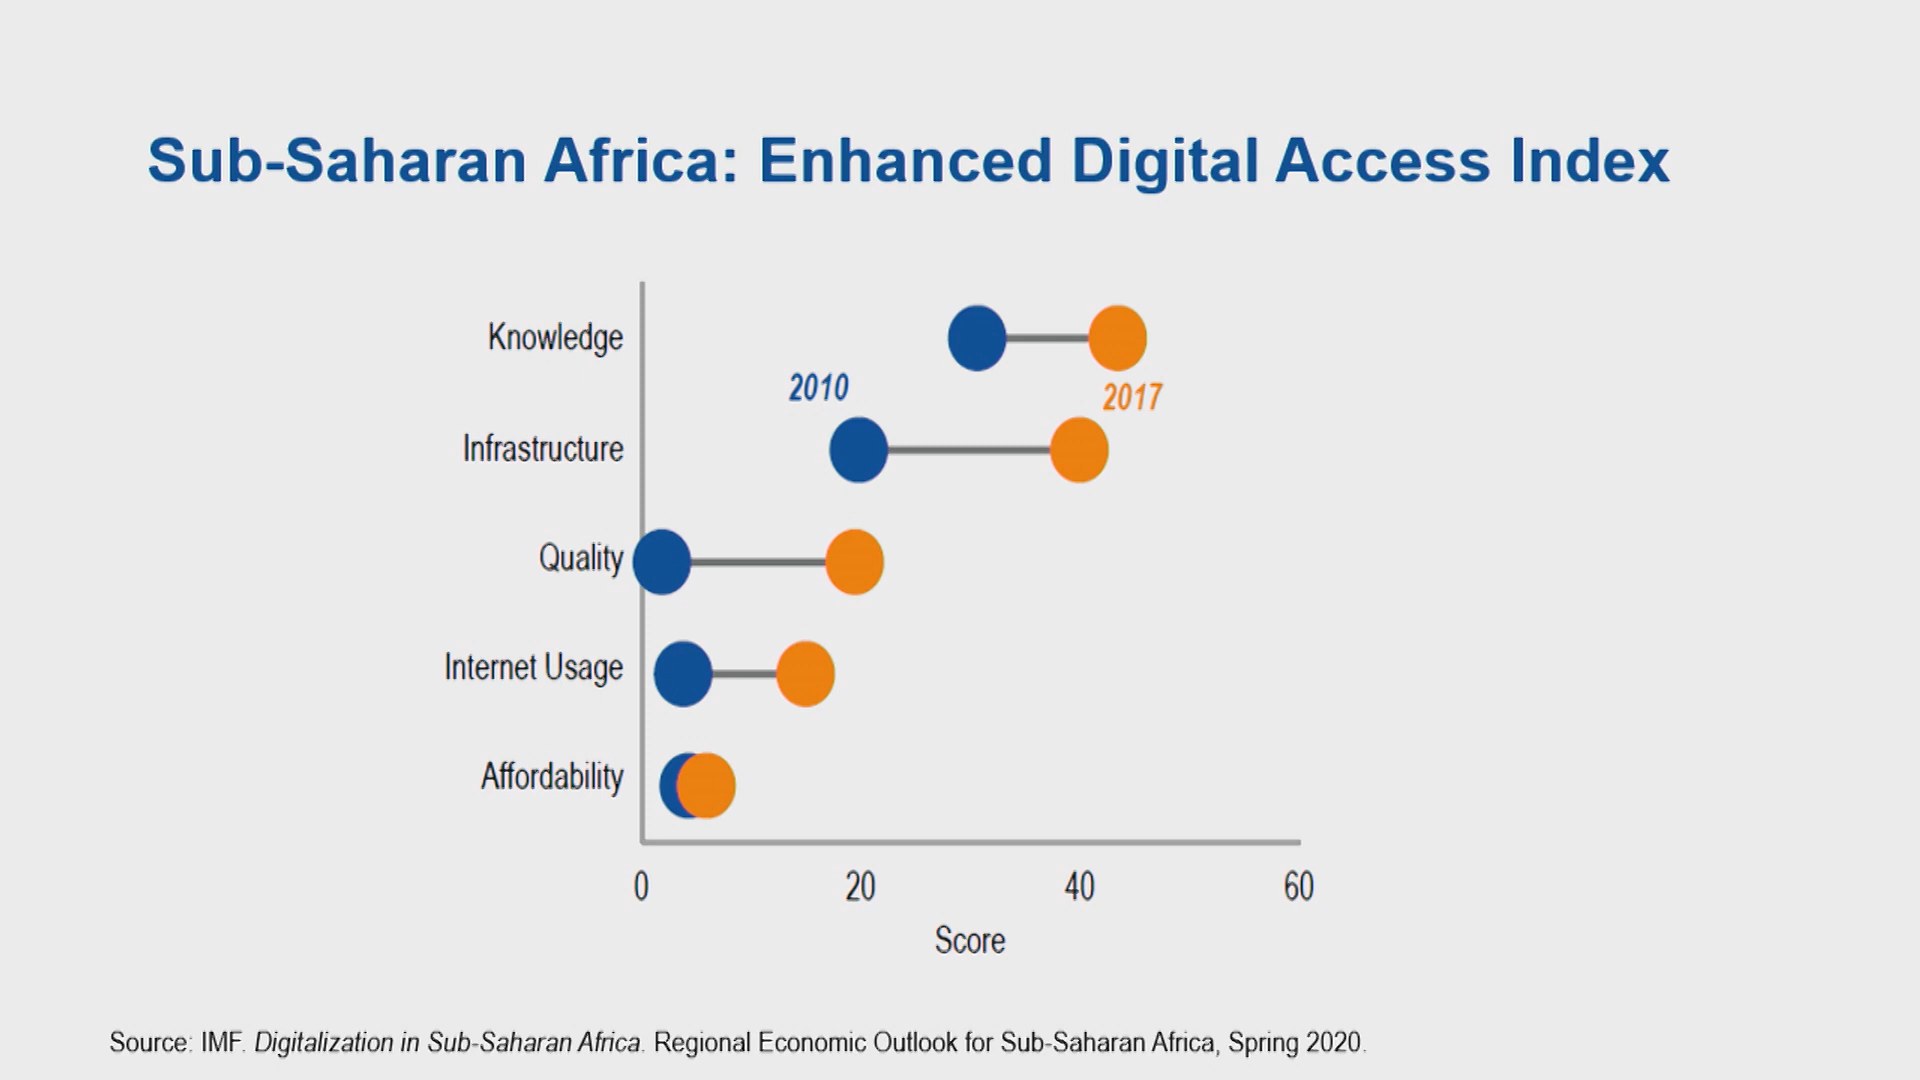 Sub-Saharan Africa: Enhanced Digital Access Index
Knowledge
2010
2017
Infrastructure
Quality
Internet Usage
Affordability
0 20 40 60
Score
Source: IMF. Digitalization in Sub-Saharan Africa. Regional Economic Outlook for Sub-Saharan Africa, Spring 2020.